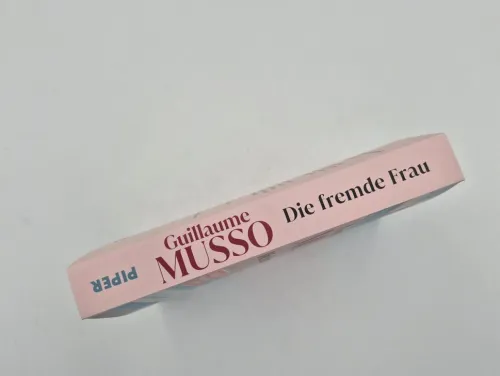 Guillaume
MUSSO
Die fremde Frau
PIPER